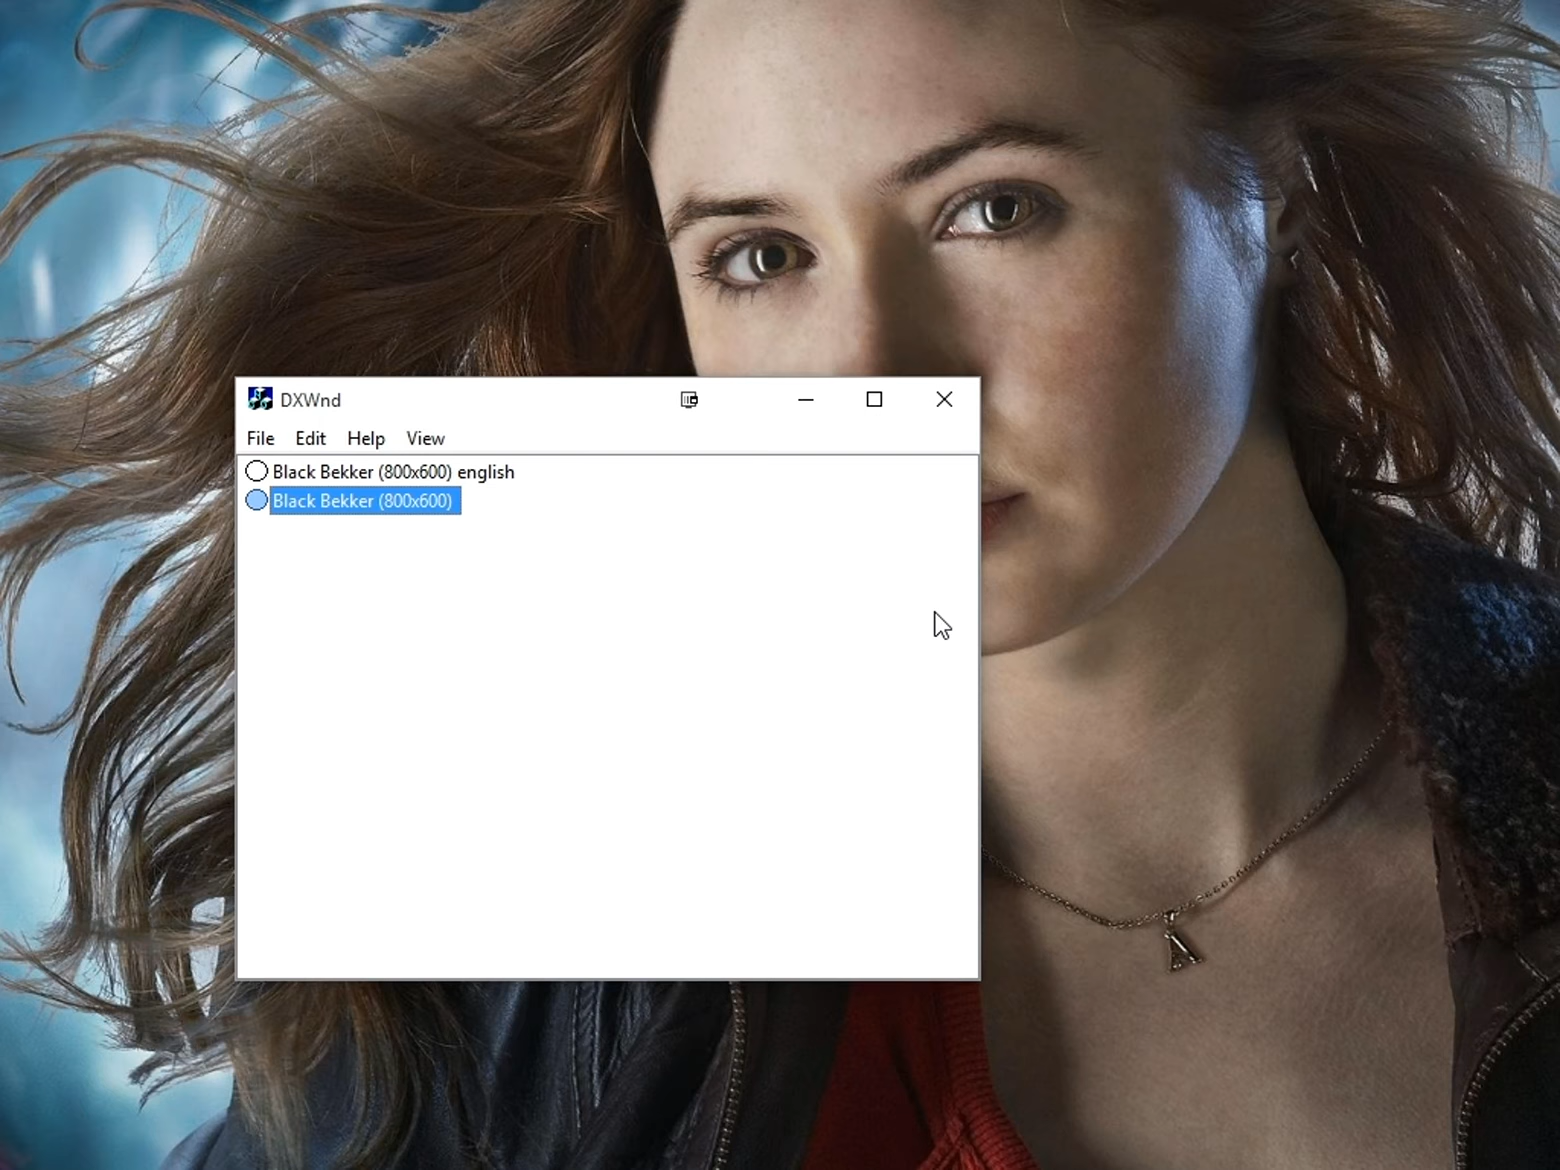 DXWnd
File Edit Help View
Black Bekker (800x600) english
Black Bekker (800x600)